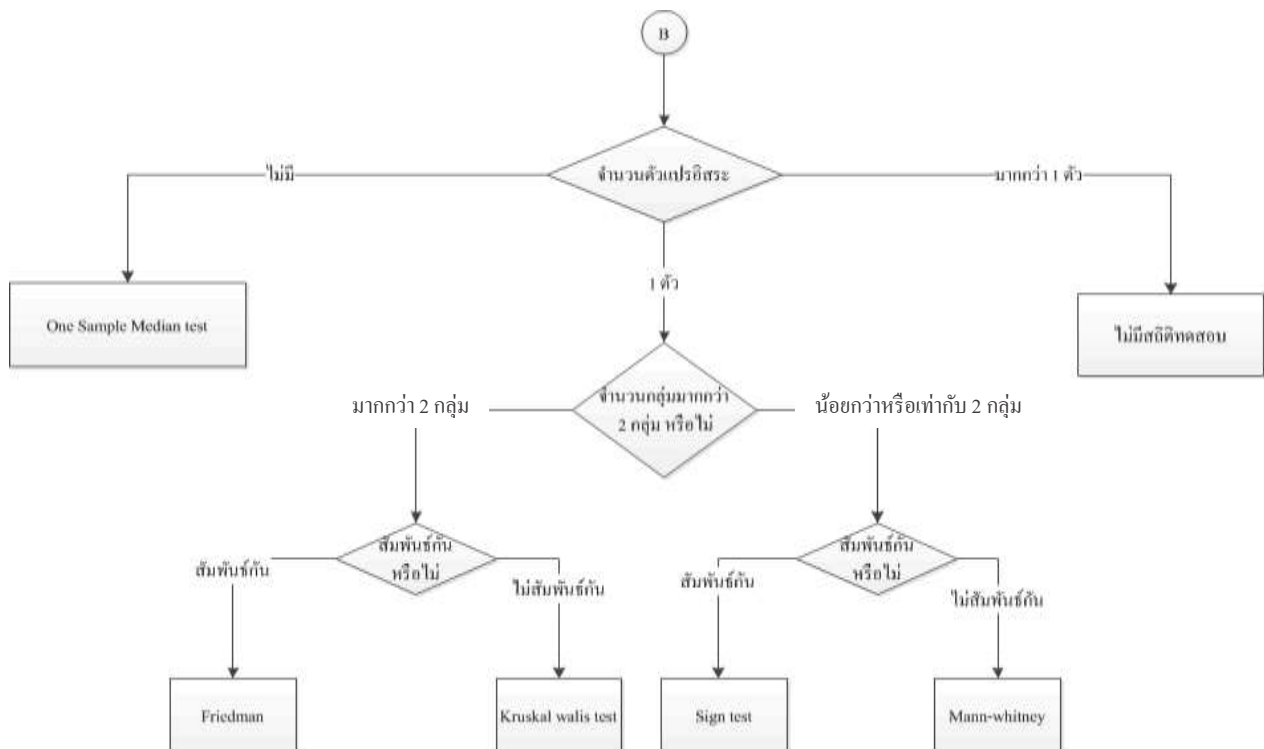 B
จำนวนตัวแปรอิสระ
ไม่มี
มากกว่า 1 ตัว
1 ตัว
One Sample Median test
ไม่มีสถิติทดสอบ
จำนวนกลุ่มมากกว่า
2 กลุ่ม หรือไม่
มากกว่า 2 กลุ่ม
น้อยกว่าหรือเท่ากับ 2 กลุ่ม
สัมพันธ์กัน
หรือไม่
สัมพันธ์กัน
หรือไม่
สัมพันธ์กัน
ไม่สัมพันธ์กัน
สัมพันธ์กัน
ไม่สัมพันธ์กัน
Friedman
Kruskal walis test
Sign test
Mann-whitney